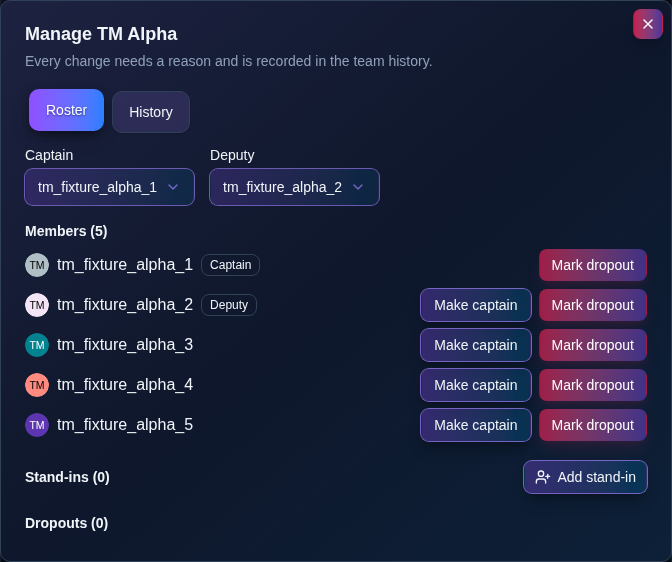 Manage TM Alpha
Every change needs a reason and is recorded in the team history.
Roster History
Captain Deputy
tm_fixture_alpha_1 tm_fixture_alpha_2
Members (5)
TM tm_fixture_alpha_1 Captain Mark dropout
TM tm_fixture_alpha_2 Deputy Make captain Mark dropout
TM tm_fixture_alpha_3 Make captain Mark dropout
TM tm_fixture_alpha_4 Make captain Mark dropout
TM tm_fixture_alpha_5 Make captain Mark dropout
Stand-ins (0) Add stand-in
Dropouts (0)